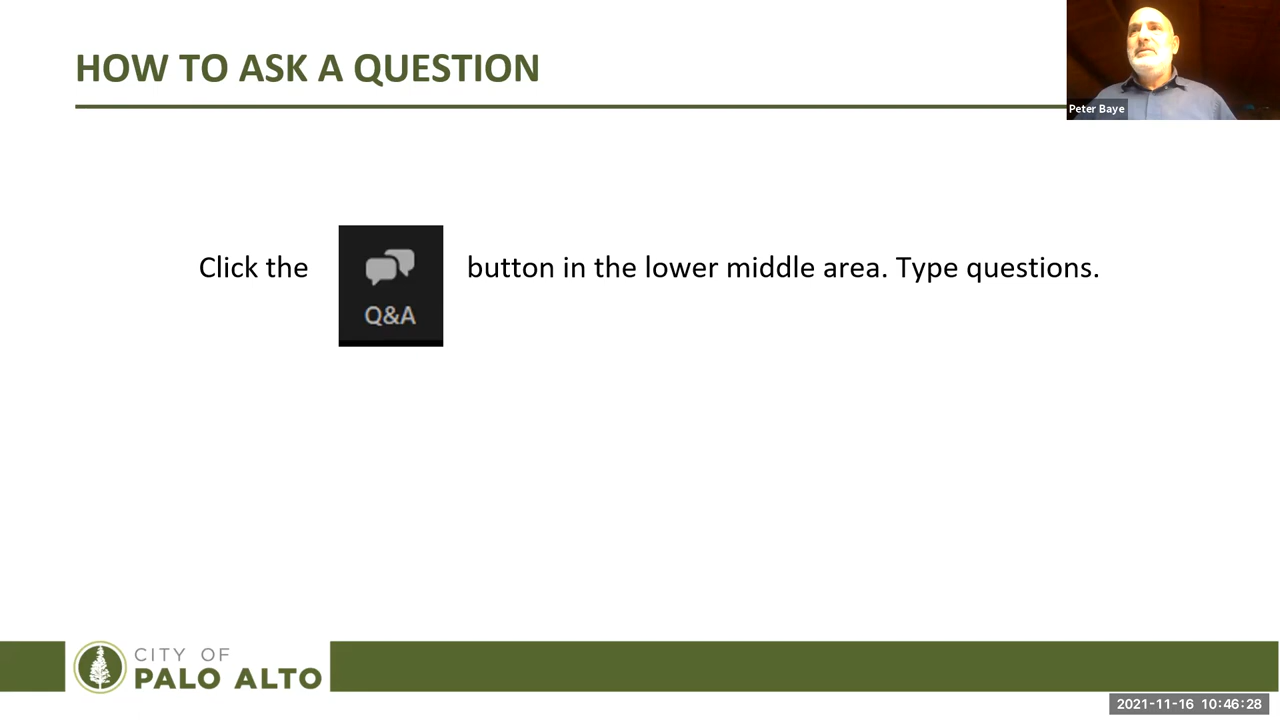 HOW TO ASK A QUESTION
Peter Baye
Click the
Q&A
button in the lower middle area. Type questions.
CITY OF
PALO ALTO
2021-11-16 10:46:28